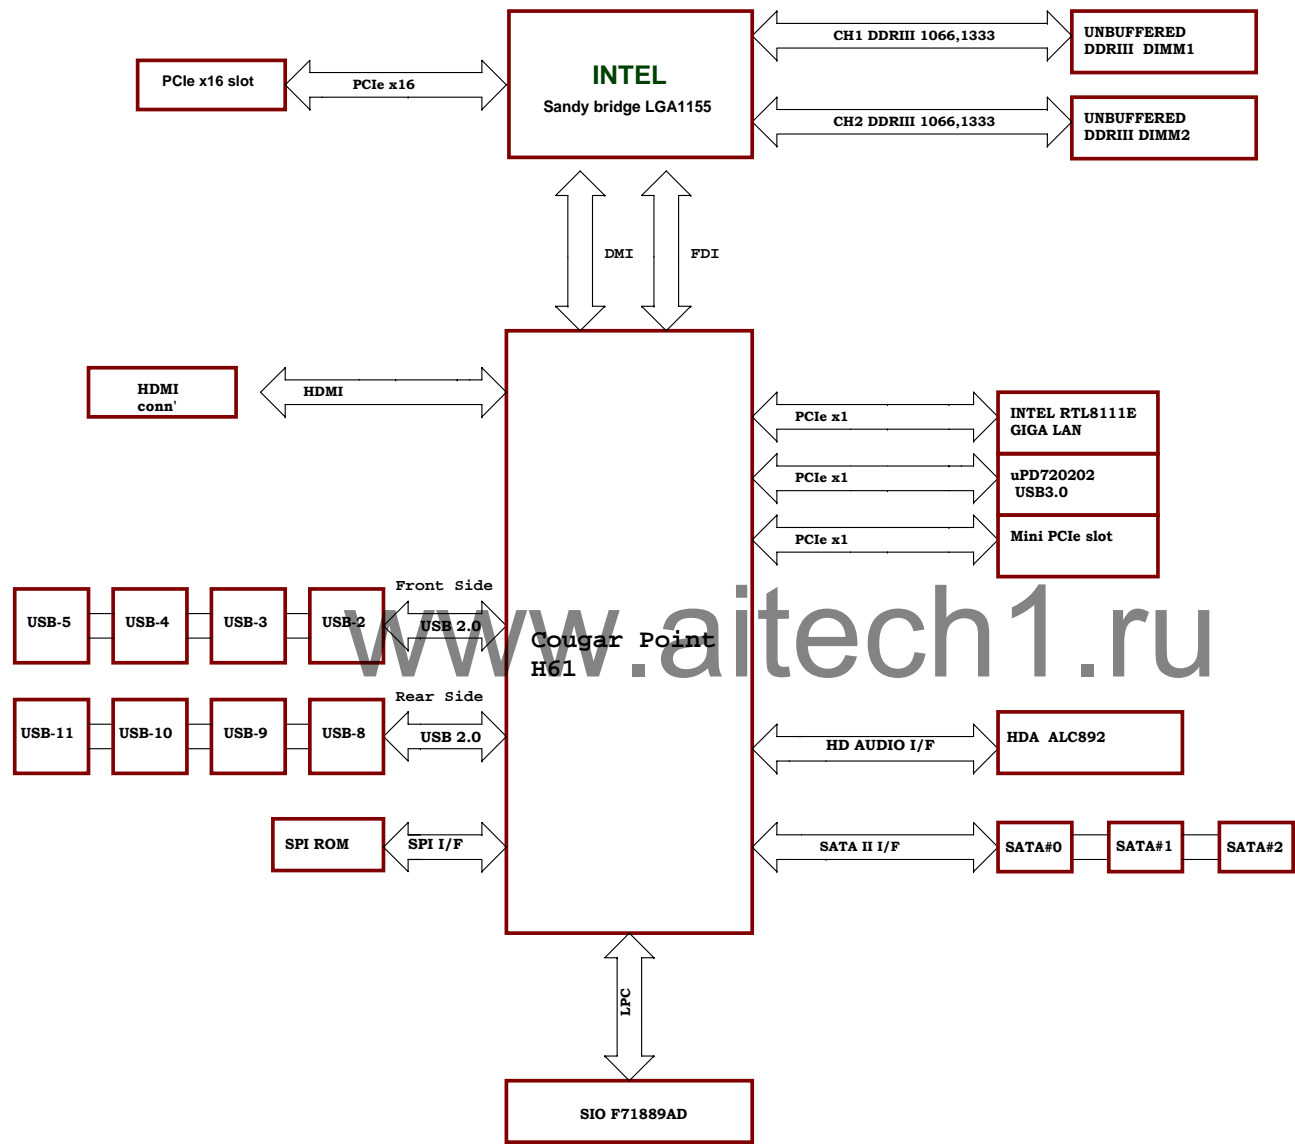 CH1 DDRIII 1066,1333
UNBUFFERED
DDRIII DIMM1
INTEL
Sandy bridge LGA1155
PCIe x16 slot
PCIe x16
CH2 DDRIII 1066,1333
UNBUFFERED
DDRIII DIMM2
DMI
FDI
HDMI
conn'
HDMI
PCIe x1
INTEL RTL8111E
GIGA LAN
PCIe x1
uPD720202
USB3.0
PCIe x1
Mini PCIe slot
Front Side
USB-5
USB-4
USB-3
USB-2
USB 2.0
Cougar Point
H61
www.aitech1.ru
Rear Side
USB-11
USB-10
USB-9
USB-8
USB 2.0
HD AUDIO I/F
HDA ALC892
SPI ROM
SPI I/F
SATA II I/F
SATA#0
SATA#1
SATA#2
LPC
SIO F71889AD